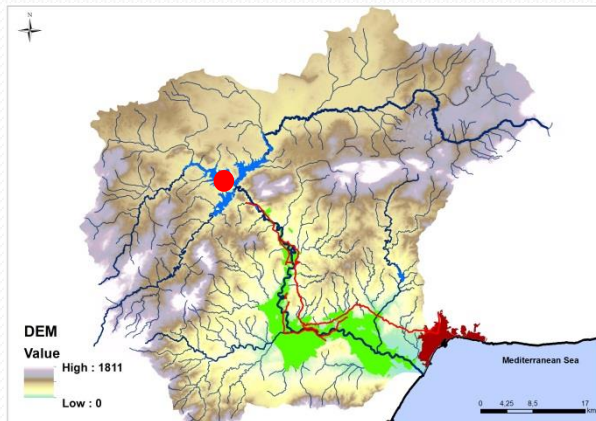 N
DEM
Value
High : 1811
Low : 0
Mediterranean Sea
0 4,25 8,5 17
km